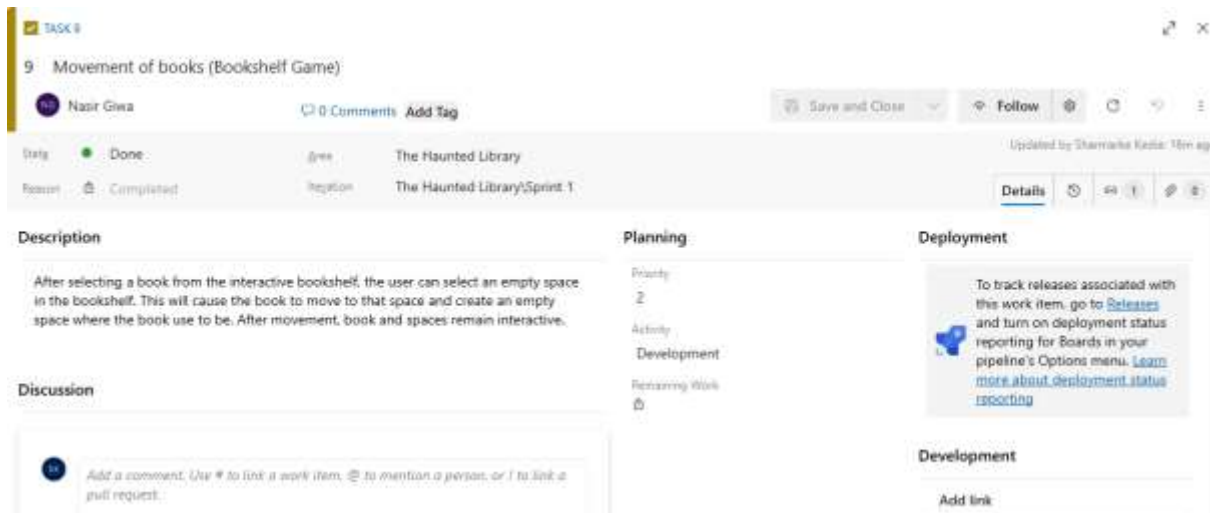 TASK 9
9 Movement of books (Bookshelf Game)
Nasir Giwa
0 Comments Add Tag
Save and Close
Follow
State Done
Area The Haunted Library
Updated by Sharmarke Kedie: 18m ag
Reason Completed
Iteration The Haunted Library\Sprint 1
Details
1
Description
After selecting a book from the interactive bookshelf, the user can select an empty space
in the bookshelf. This will cause the book to move to that space and create an empty
space where the book use to be. After movement, book and spaces remain interactive.
Discussion
Add a comment. Use # to link a work item, @ to mention a person, or ! to link a
pull request.
Planning
Priority
2
Activity
Development
Remaining Work
Deployment
To track releases associated with
this work item, go to Releases
and turn on deployment status
reporting for Boards in your
pipeline's Options menu. Learn
more about deployment status
reporting
Development
Add link